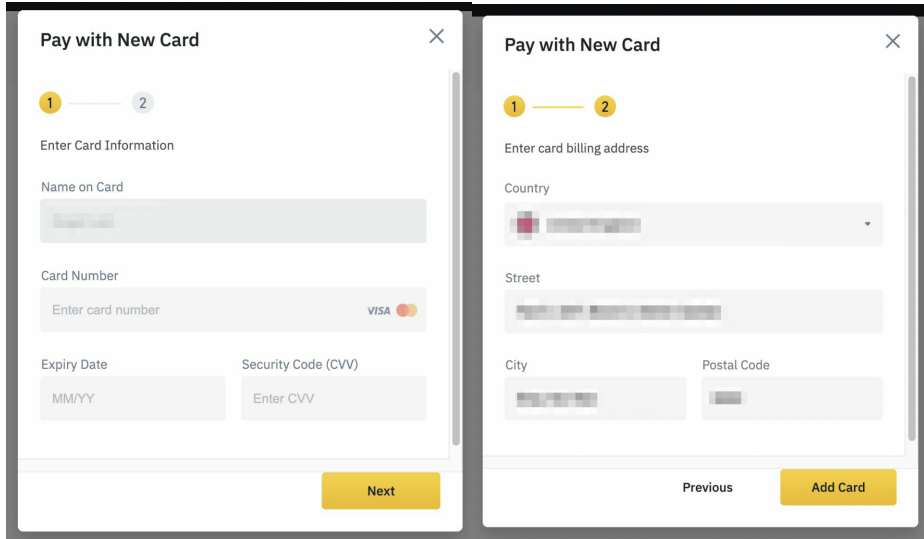 Pay with New Card
1 2
Enter Card Information
Name on Card
Card Number
Enter card number VISA
Expiry Date Security Code (CVV)
MM/YY Enter CVV
Next
Pay with New Card
1 2
Enter card billing address
Country
Street
City Postal Code
Previous Add Card